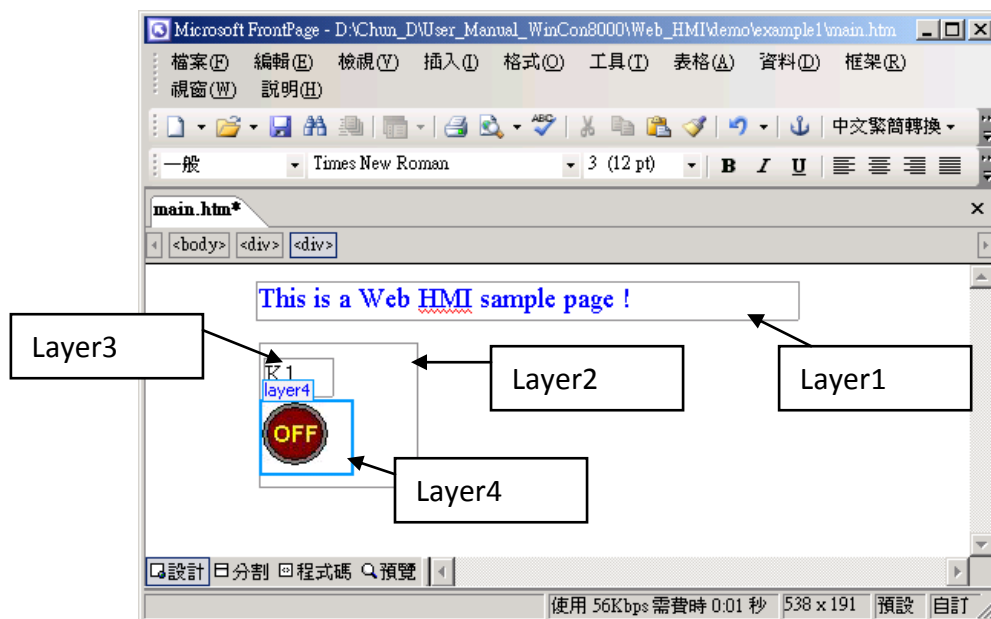 Microsoft FrontPage - D:\Chun_D\User_Manual_WinCon8000\Web_HMI\demo\example1\main.htm
檔案(F) 編輯(E) 檢視(V) 插入(I) 格式(O) 工具(T) 表格(A) 資料(D) 框架(R)
視窗(W) 說明(H)
ABC 中文繁簡轉換
一般 Times New Roman 3 (12 pt) B I U
main.htm*
<body> <div> <div>
This is a Web HMI sample page !
Layer3
Layer2
Layer1
K1
layer4
OFF
Layer4
設計 分割 程式碼 預覽
使用 56Kbps 需費時 0:01 秒 538 x 191 預設 自訂